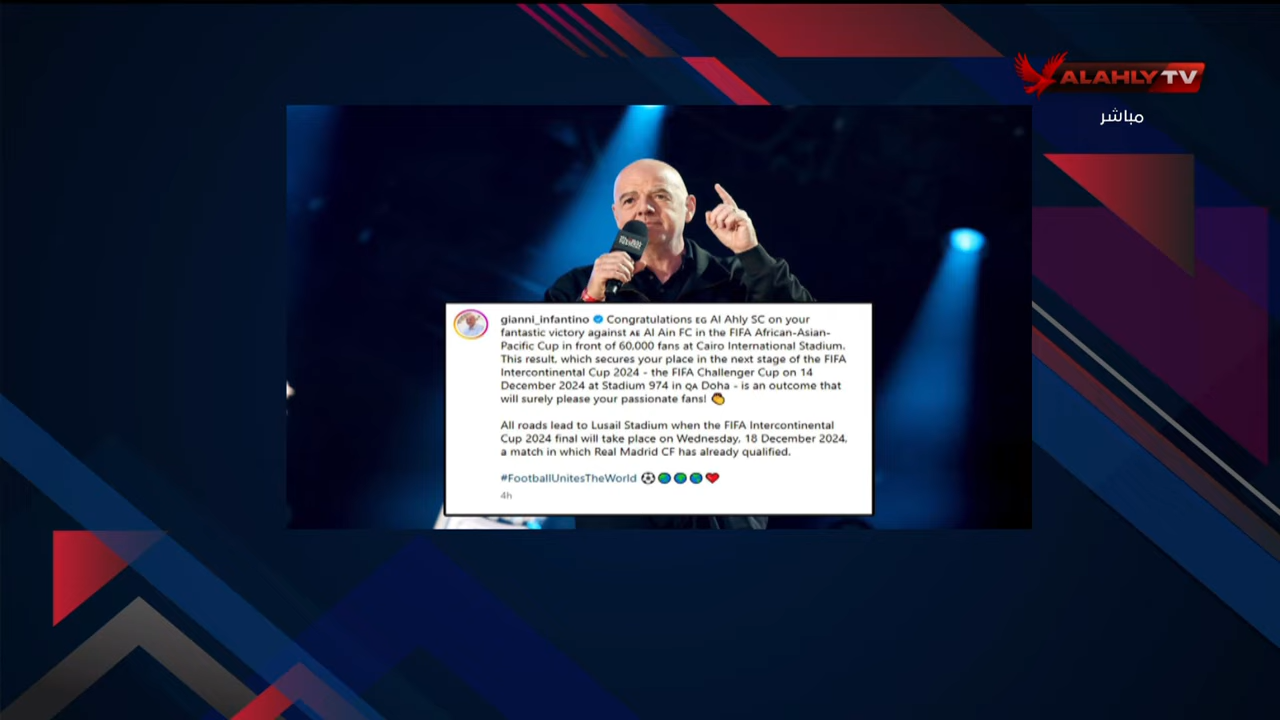 ALAHLY TV
مباشر
gianni_infantino Congratulations EG Al Ahly SC on your
fantastic victory against AE Al Ain FC in the FIFA African-Asian-
Pacific Cup in front of 60,000 fans at Cairo International Stadium.
This result, which secures your place in the next stage of the FIFA
Intercontinental Cup 2024 - the FIFA Challenger Cup on 14
December 2024 at Stadium 974 in QA Doha - is an outcome that
will surely please your passionate fans! 👏
All roads lead to Lusail Stadium when the FIFA Intercontinental
Cup 2024 final will take place on Wednesday, 18 December 2024,
a match in which Real Madrid CF has already qualified.
#FootballUnitesTheWorld ⚽🌍🌏🌎❤️
4h